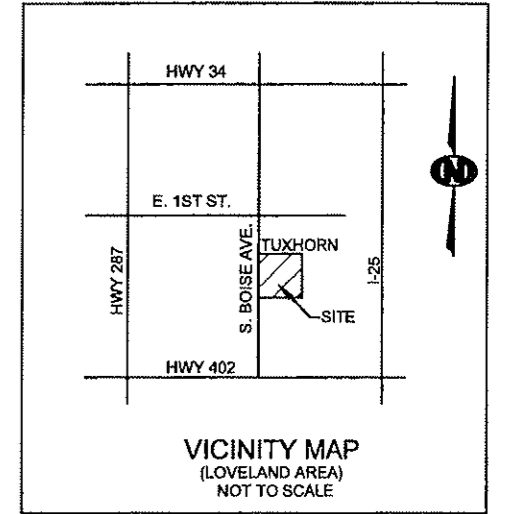 HWY 34
N
E. 1ST ST.
TUXHORN
HWY 287
S. BOISE AVE.
I-25
SITE
HWY 402
VICINITY MAP
(LOVELAND AREA)
NOT TO SCALE